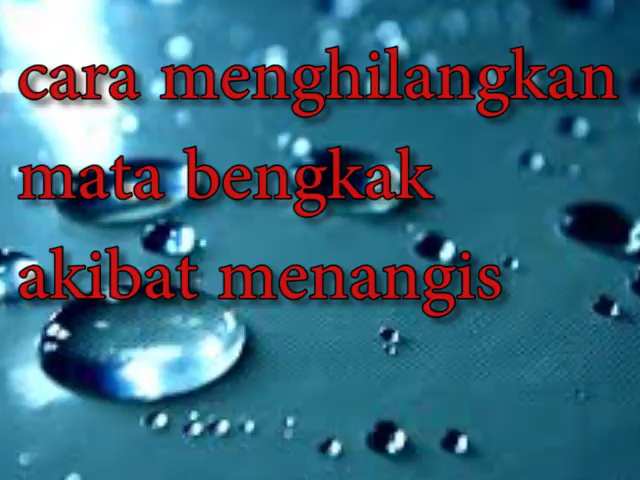 cara menghilangkan
mata bengkak
akibat menangis